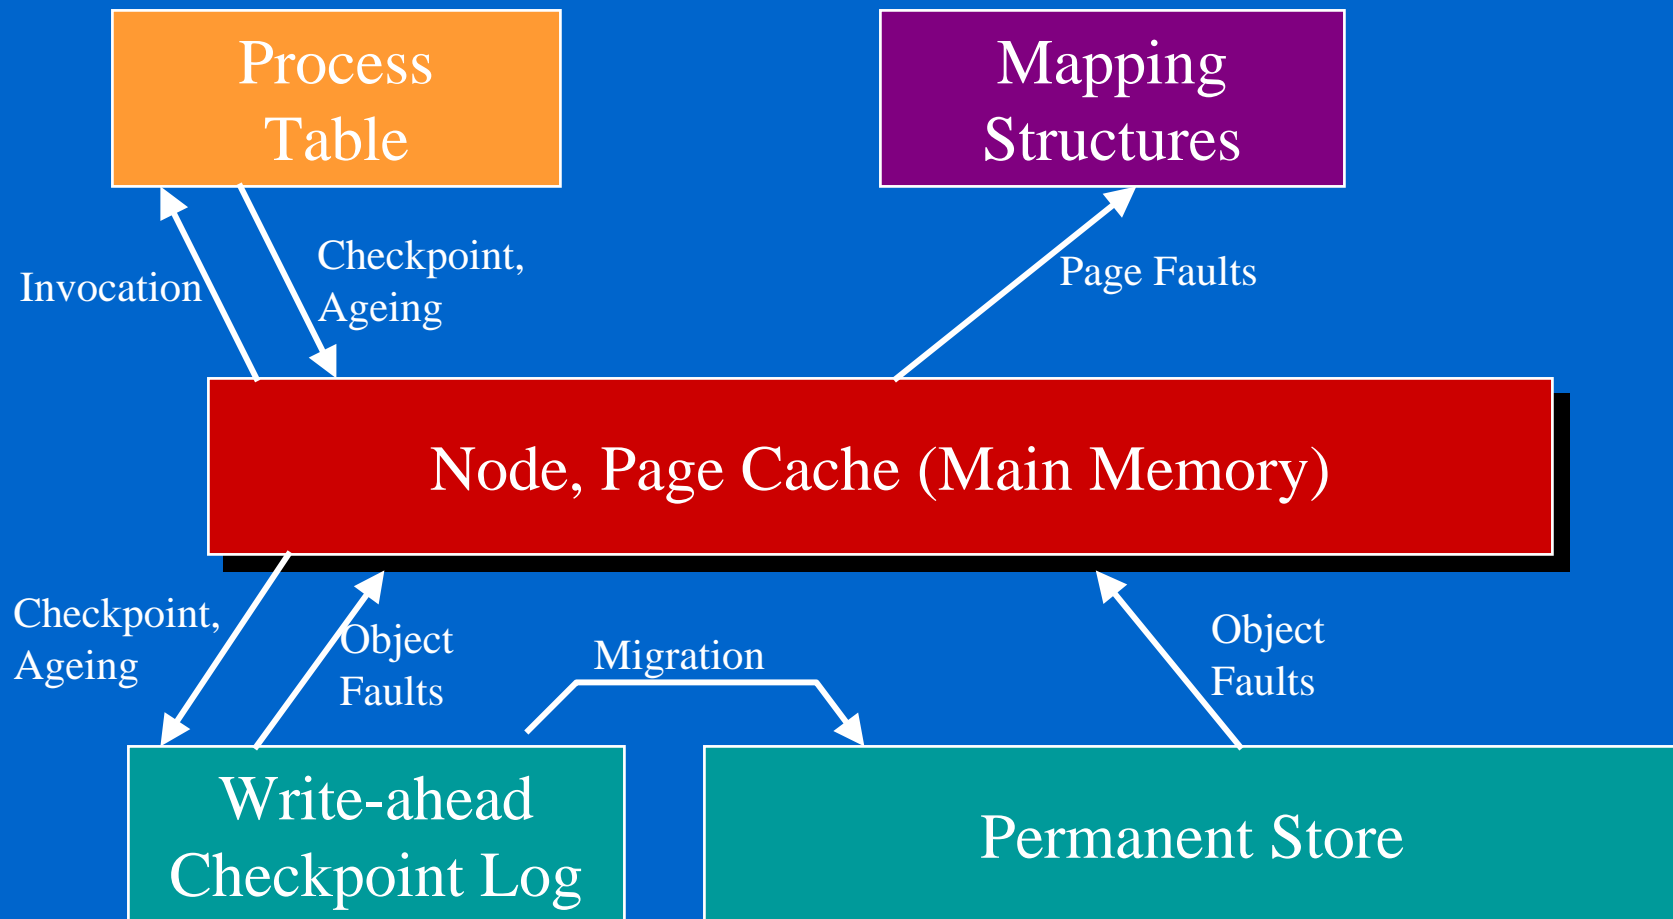 Process
Table
Mapping
Structures
Invocation
Checkpoint,
Ageing
Page Faults
Node, Page Cache (Main Memory)
Checkpoint,
Ageing
Object
Faults
Migration
Object
Faults
Write-ahead
Checkpoint Log
Permanent Store